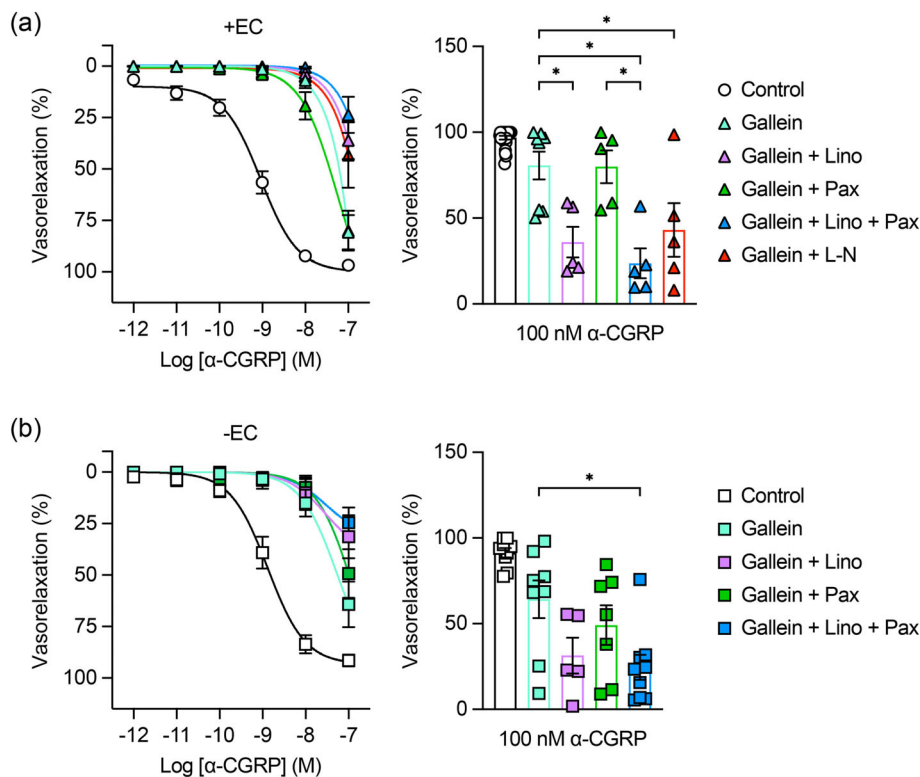 (a)
+EC
0
25
50
75
100
Vasorelaxation (%)
-12 -11 -10 -9 -8 -7
Log [α-CGRP] (M)
* 
* 
* *
150
100
50
0
Vasorelaxation (%)
100 nM α-CGRP
Control
Gallein
Gallein + Lino
Gallein + Pax
Gallein + Lino + Pax
Gallein + L-N
(b)
-EC
0
25
50
75
100
Vasorelaxation (%)
-12 -11 -10 -9 -8 -7
Log [α-CGRP] (M)
*
150
100
50
0
Vasorelaxation (%)
100 nM α-CGRP
Control
Gallein
Gallein + Lino
Gallein + Pax
Gallein + Lino + Pax